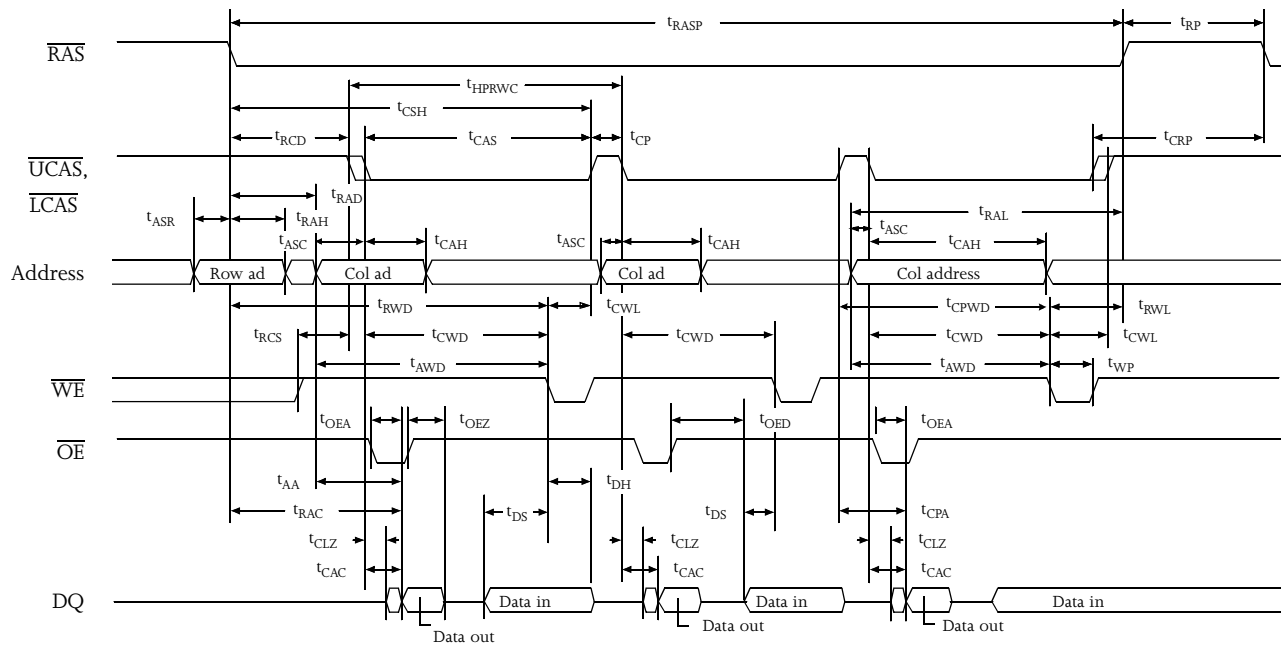 tRASP tRP
RAS
tHPRWC
tCSH
tRCD tCAS tCP tCRP
UCAS,
LCAS
tRAD
tASR tRAH tRAL
tASC tCAH tASC tCAH tASC tCAH
Address Row ad Col ad Col ad Col address
tRWD tCWL tCPWD tRWL
tRCS tCWD tCWD tCWD tCWL
tAWD tAWD tWP
WE
tOEA tOEZ tOED tOEA
OE
tAA tDH
tRAC tDS tDS tCPA
tCLZ tCLZ tCLZ
tCAC tCAC tCAC
DQ Data in Data in Data in
Data out Data out Data out